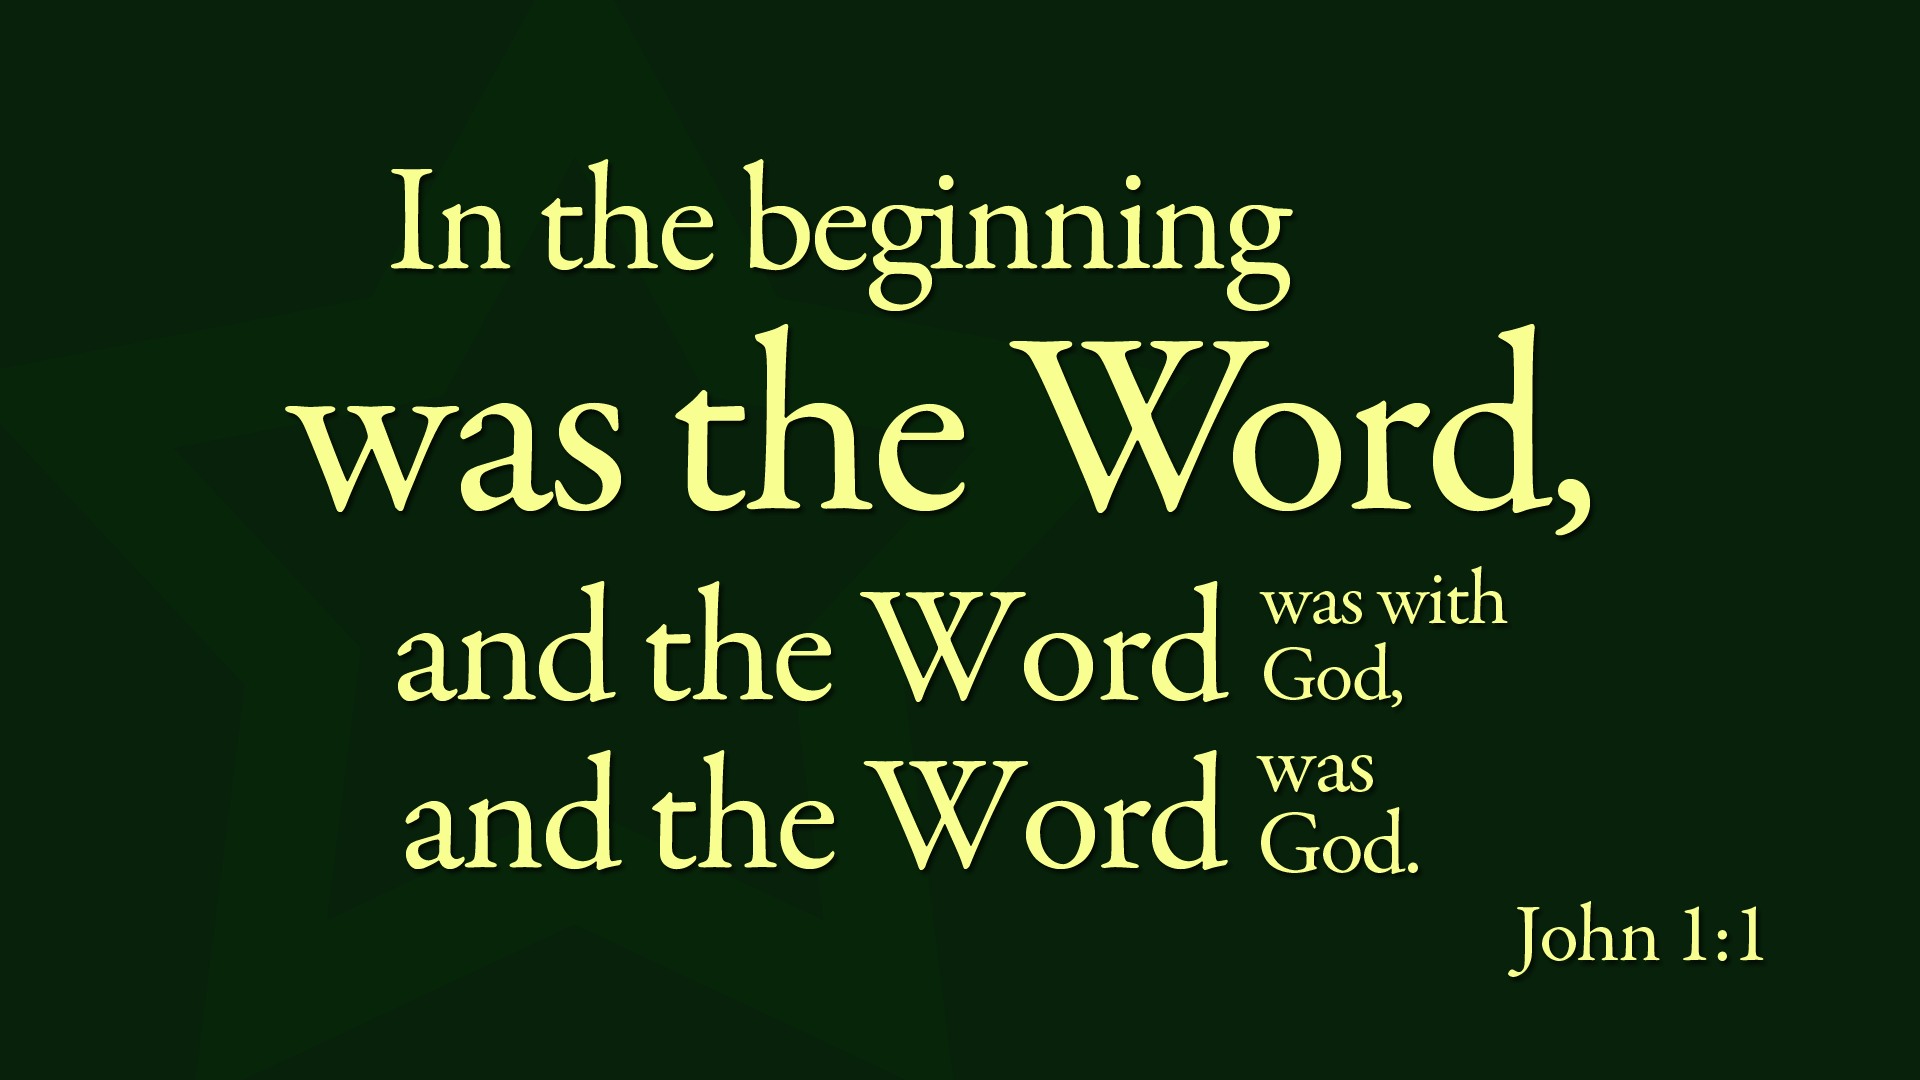 In the beginning
was the Word,
and the Word was with
God,
and the Word was
God.
John 1:1